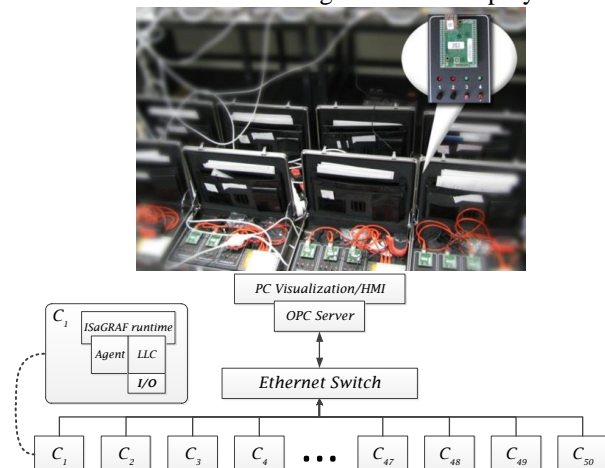 PC Visualization/HMI
OPC Server
C1
ISaGRAF runtime
Agent LLC
I/O
Ethernet Switch
C1 C2 C3 C4 ... C47 C48 C49 C50